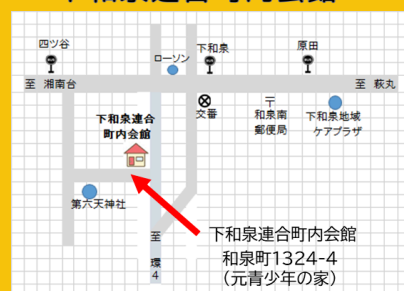 四ツ谷
ローソン
下和泉
原田
至 湘南台
至 萩丸
下和泉連合
町内会館
交番
〒
和泉南
郵便局
下和泉地域
ケアプラザ
第六天神社
至
環
4
下和泉連合町内会館
和泉町1324-4
(元青少年の家)